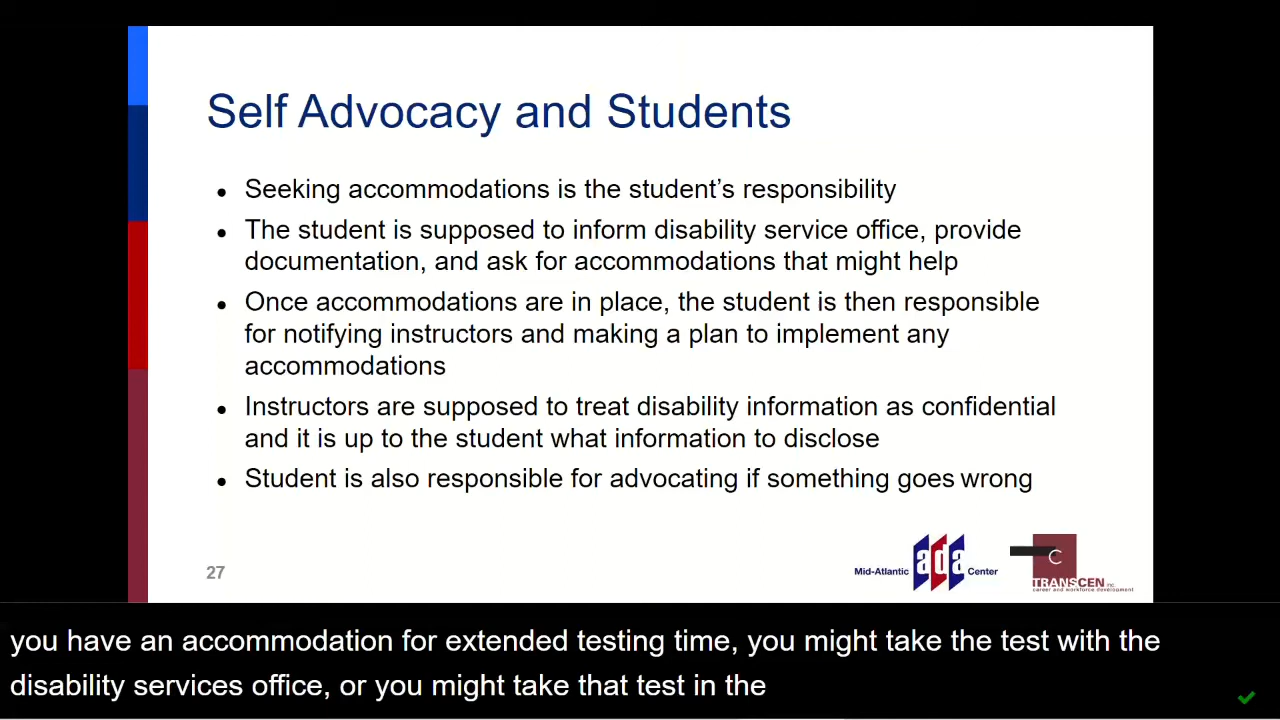 Self Advocacy and Students
• Seeking accommodations is the student's responsibility
• The student is supposed to inform disability service office, provide
documentation, and ask for accommodations that might help
• Once accommodations are in place, the student is then responsible
for notifying instructors and making a plan to implement any
accommodations
• Instructors are supposed to treat disability information as confidential
and it is up to the student what information to disclose
• Student is also responsible for advocating if something goes wrong
27
Mid-Atlantic ada Center
C
TRANSCEN inc.
career and workforce development
you have an accommodation for extended testing time, you might take the test with the
disability services office, or you might take that test in the